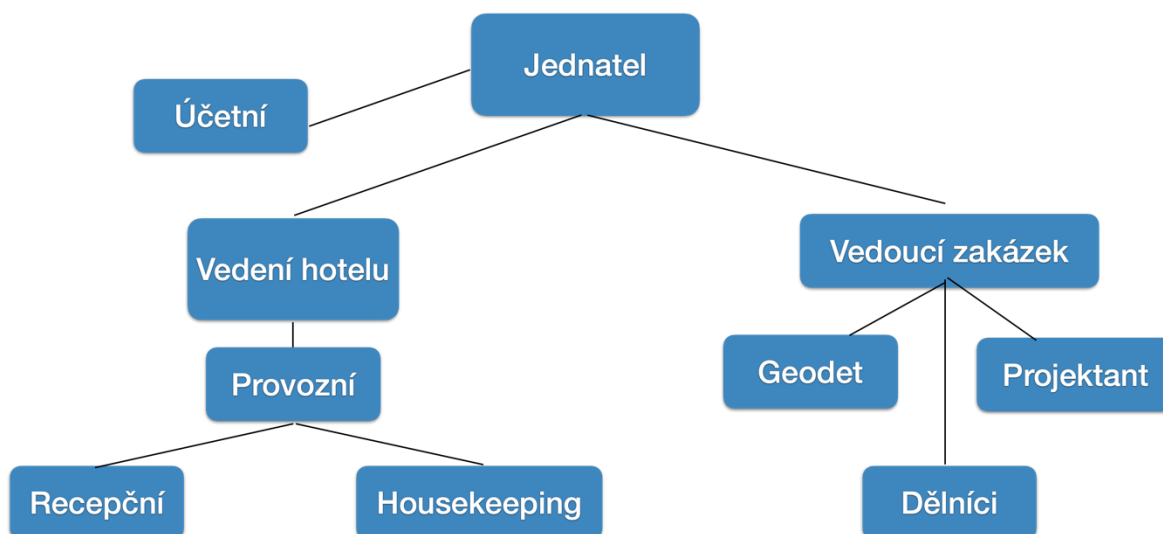 Jednatel
Účetní
Vedení hotelu
Vedoucí zakázek
Provozní
Geodet
Projektant
Recepční
Housekeeping
Dělníci